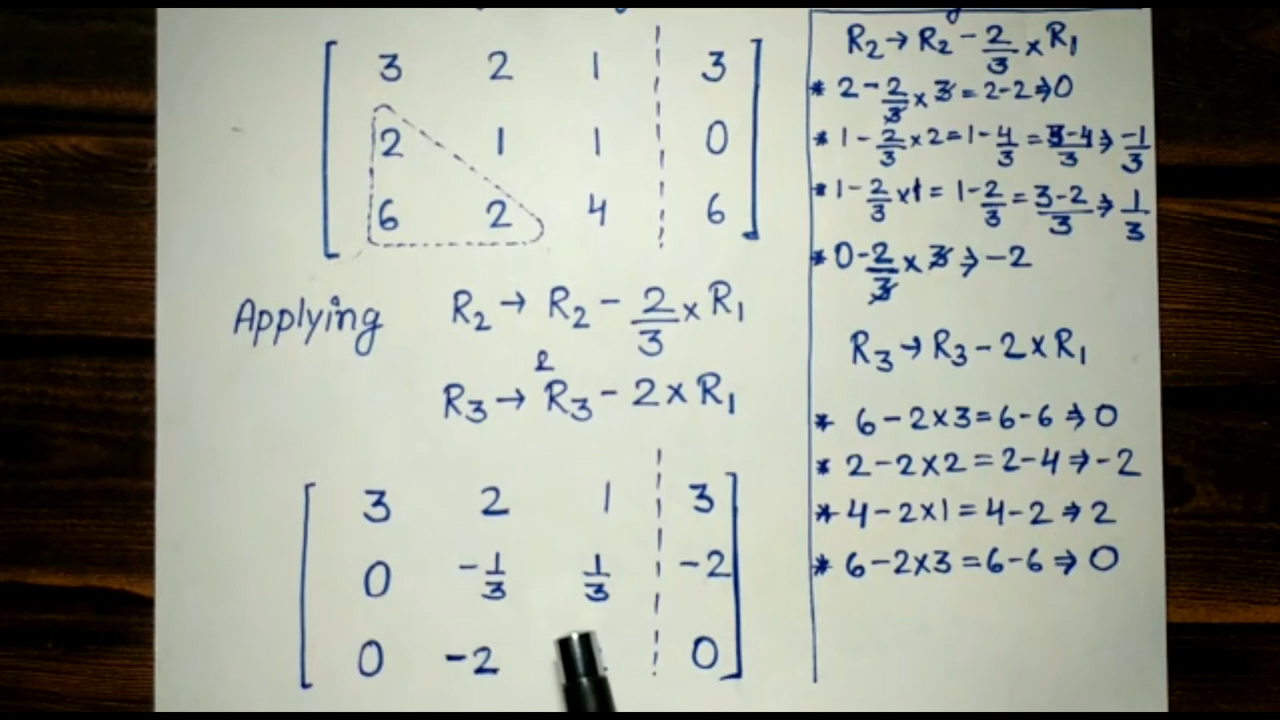 3 2 1 3
2 1 1 0
6 2 4 6
Applying R₂ → R₂ - 2/3 × R₁
&
R₃ → R₃ - 2 × R₁
3 2 1 3
0 -1/3 1/3 -2
0 -2 0
R₂ → R₂ - 2/3 × R₁
* 2 - 2/3 × 3 = 2-2 ⇒ 0
* 1 - 2/3 × 2 = 1 - 4/3 = 3-4/3 ⇒ -1/3
* 1 - 2/3 × 1 = 1 - 2/3 = 3-2/3 ⇒ 1/3
* 0 - 2/3 × 3 ⇒ -2
R₃ → R₃ - 2 × R₁
* 6 - 2×3 = 6-6 ⇒ 0
* 2 - 2×2 = 2-4 ⇒ -2
* 4 - 2×1 = 4-2 ⇒ 2
* 6 - 2×3 = 6-6 ⇒ 0